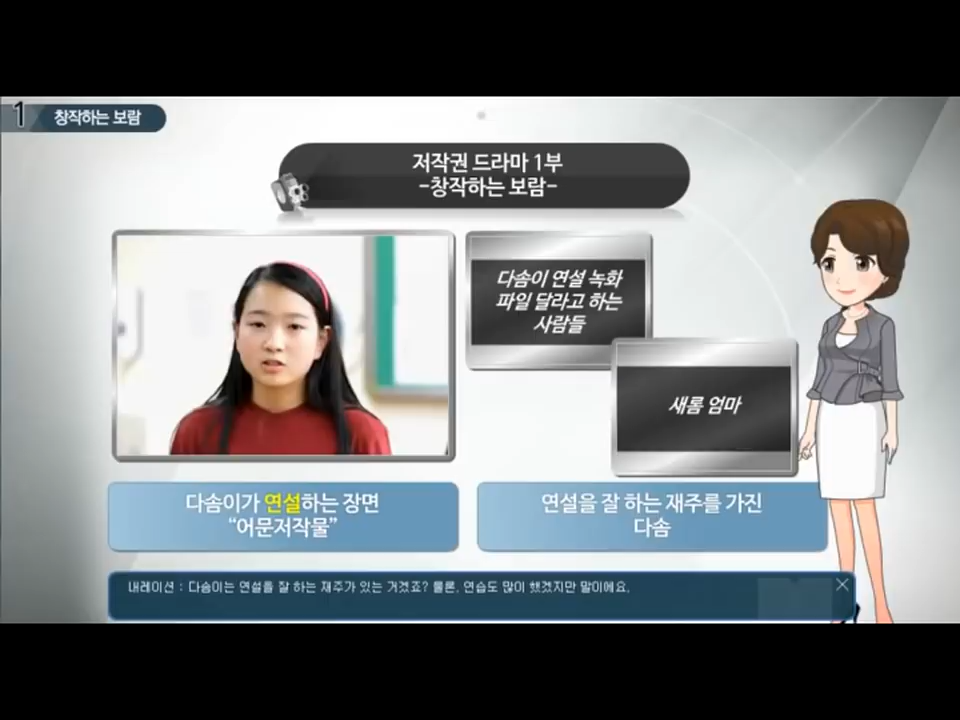 1 창작하는 보람
저작권 드라마 1부
-창작하는 보람-
다솜이 연설 녹화
파일 달라고 하는
사람들
새롬 엄마
다솜이가 연설하는 장면
“어문저작물”
연설을 잘 하는 재주를 가진
다솜
내레이션 : 다솜이는 연설을 잘 하는 재주가 있는 거겠죠? 물론, 연습도 많이 했겠지만 말이에요.